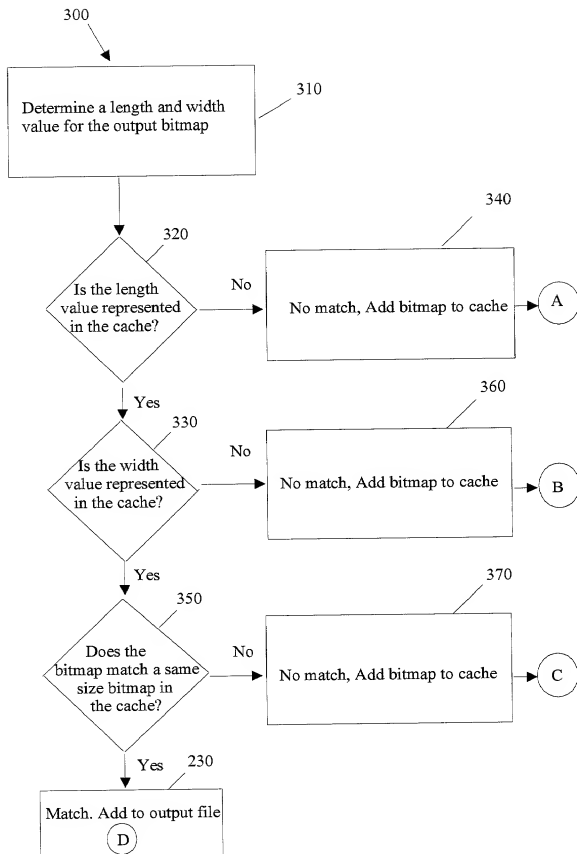 300
Determine a length and width
value for the output bitmap
310
320
Is the length
value represented
in the cache?
No
340
No match, Add bitmap to cache
A
Yes
330
Is the width
value represented
in the cache?
No
360
No match, Add bitmap to cache
B
Yes
350
Does the
bitmap match a same
size bitmap in
the cache?
No
370
No match, Add bitmap to cache
C
Yes
230
Match. Add to output file
D